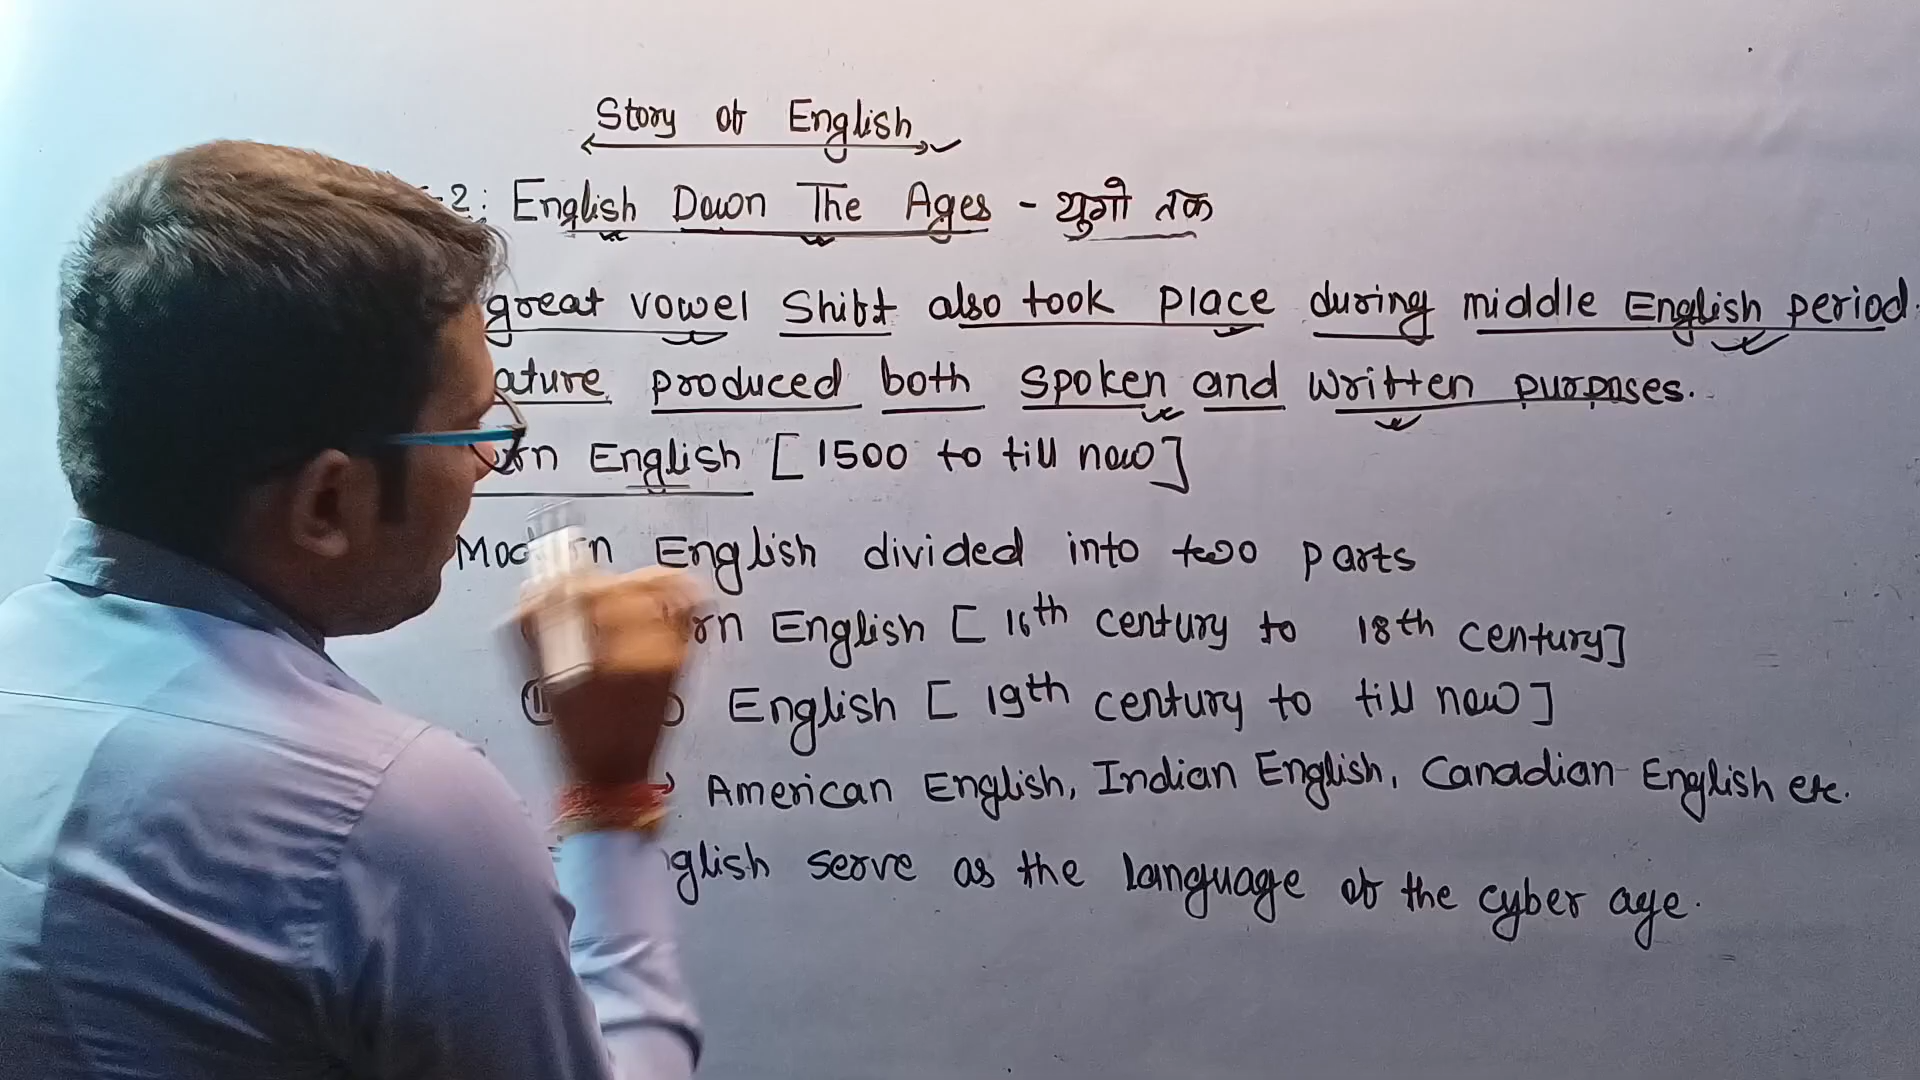 Story of English
-2: English Down The Ages - युगो तक
great vowel Shift also took place during middle English period.
ature produced both spoken and written purposes.
ern English [1500 to till now]
Modern English divided into two parts
rn English [16th century to 18th century]
(ii) English [19th century to till now]
→ American English, Indian English, Canadian English etc.
glish serve as the language of the cyber age.